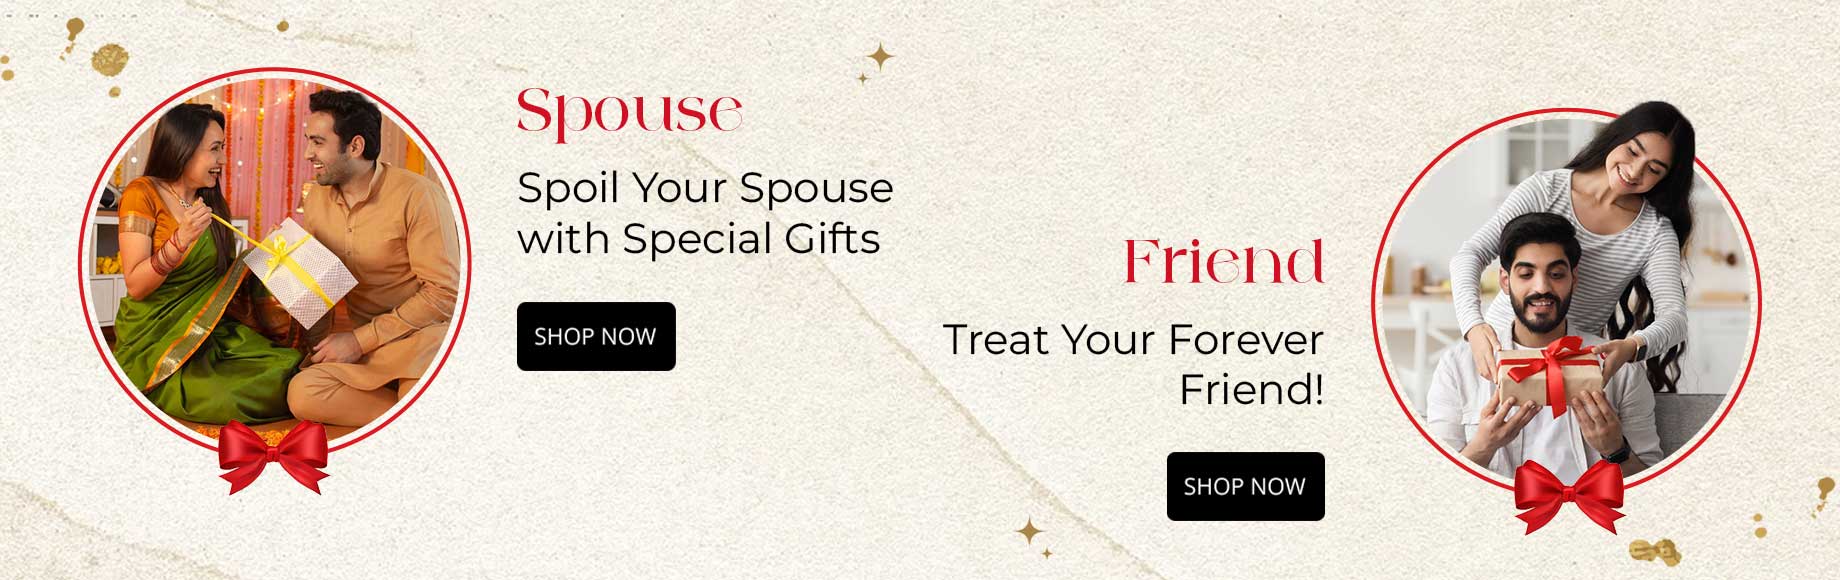 Spouse
Spoil Your Spouse
with Special Gifts
SHOP NOW
Friend
Treat Your Forever
Friend!
SHOP NOW